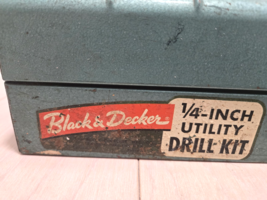 Black & Decker
1/4-INCH
UTILITY
DRILL KIT